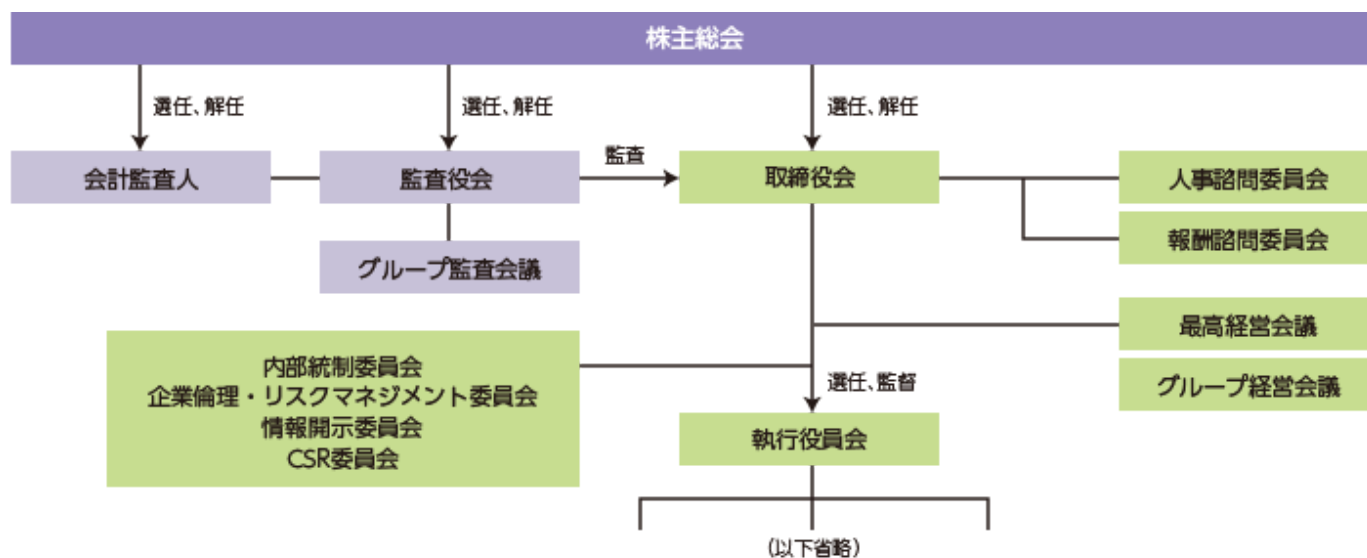 株主総会
選任、解任
選任、解任
選任、解任
会計監査人
監査役会
監査
取締役会
人事諮問委員会
報酬諮問委員会
グループ監査会議
最高経営会議
グループ経営会議
内部統制委員会
企業倫理・リスクマネジメント委員会
情報開示委員会
CSR委員会
選任、監督
執行役員会
(以下省略)